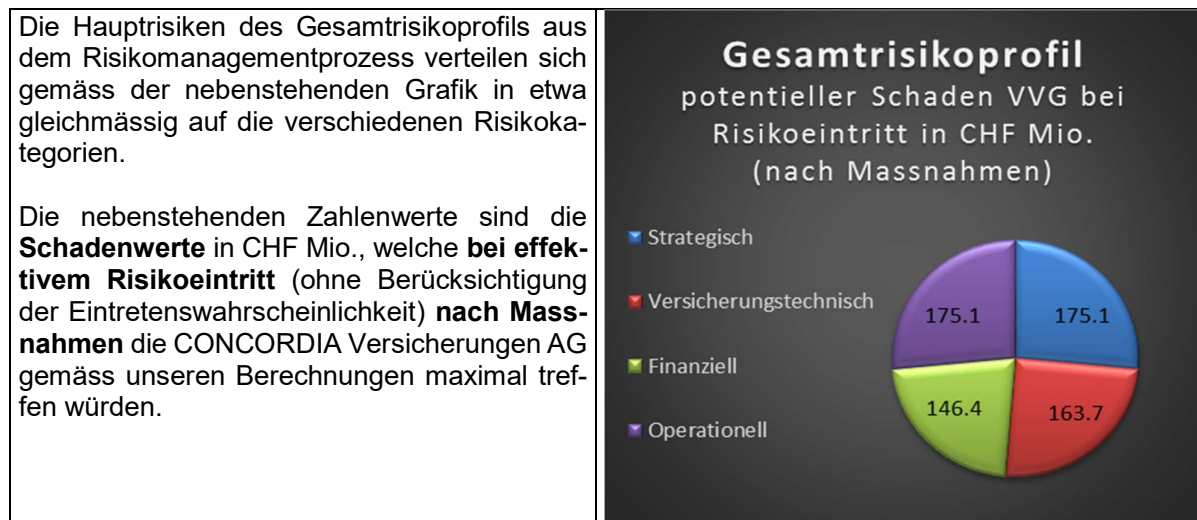 Die Hauptrisiken des Gesamtrisikoprofils aus
dem Risikomanagementprozess verteilen sich
gemäss der nebenstehenden Grafik in etwa
gleichmässig auf die verschiedenen Risikoka-
tegorien.
Die nebenstehenden Zahlenwerte sind die
Schadenwerte in CHF Mio., welche bei effek-
tivem Risikoeintritt (ohne Berücksichtigung
der Eintretenswahrscheinlichkeit) nach Mass-
nahmen die CONCORDIA Versicherungen AG
gemäss unseren Berechnungen maximal tref-
fen würden.
Gesamtrisikoprofil
potentieller Schaden VVG bei
Risikoeintritt in CHF Mio.
(nach Massnahmen)
Strategisch
Versicherungstechnisch
Finanziell
Operationell
175.1
175.1
146.4
163.7